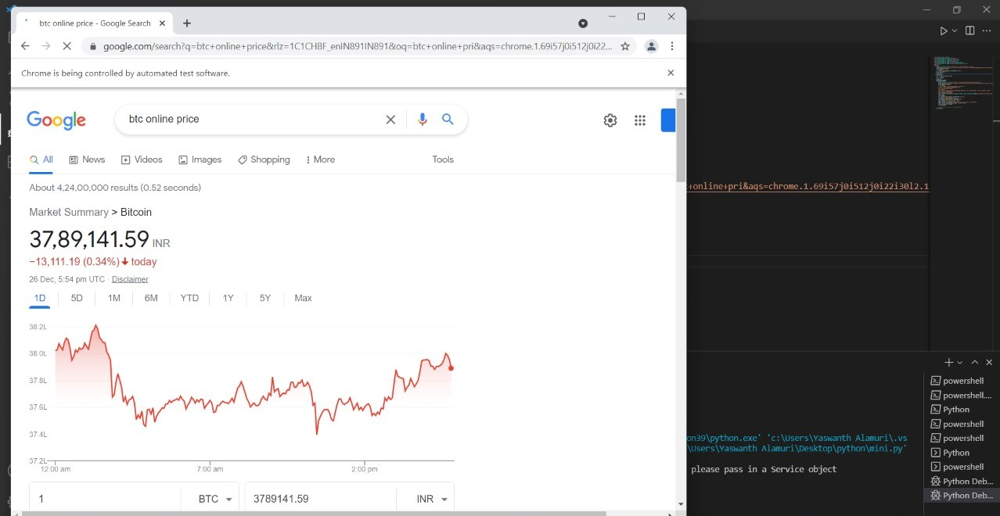 btc online price - Google Search
google.com/search?q=btc+online+price&rlz=1C1CHBF_enIN891IN891&oq=btc+online+pri&aqs=chrome.1.69i57j0i512j0i22...
Chrome is being controlled by automated test software.
Google
btc online price
All
News
Videos
Images
Shopping
More
Tools
About 4,24,00,000 results (0.52 seconds)
Market Summary > Bitcoin
37,89,141.59 INR
−13,111.19 (0.34%) today
26 Dec, 5:54 pm UTC · Disclaimer
1D 5D 1M 6M YTD 1Y 5Y Max
38.2L
38.0L
37.8L
37.6L
37.4L
37.2L
12:00 am 7:00 am 2:00 pm
1 BTC 3789141.59 INR
+online+pri&aqs=chrome.1.69i57j0i512j0i22i30l2.1
powershell
powershell....
Python
powershell
powershell
Python
powershell
Python Deb...
Python Deb...
on39\python.exe' 'c:\Users\Yaswanth Alamuri\.vs
\Users\Yaswanth Alamuri\Desktop\python\mini.py'
please pass in a Service object